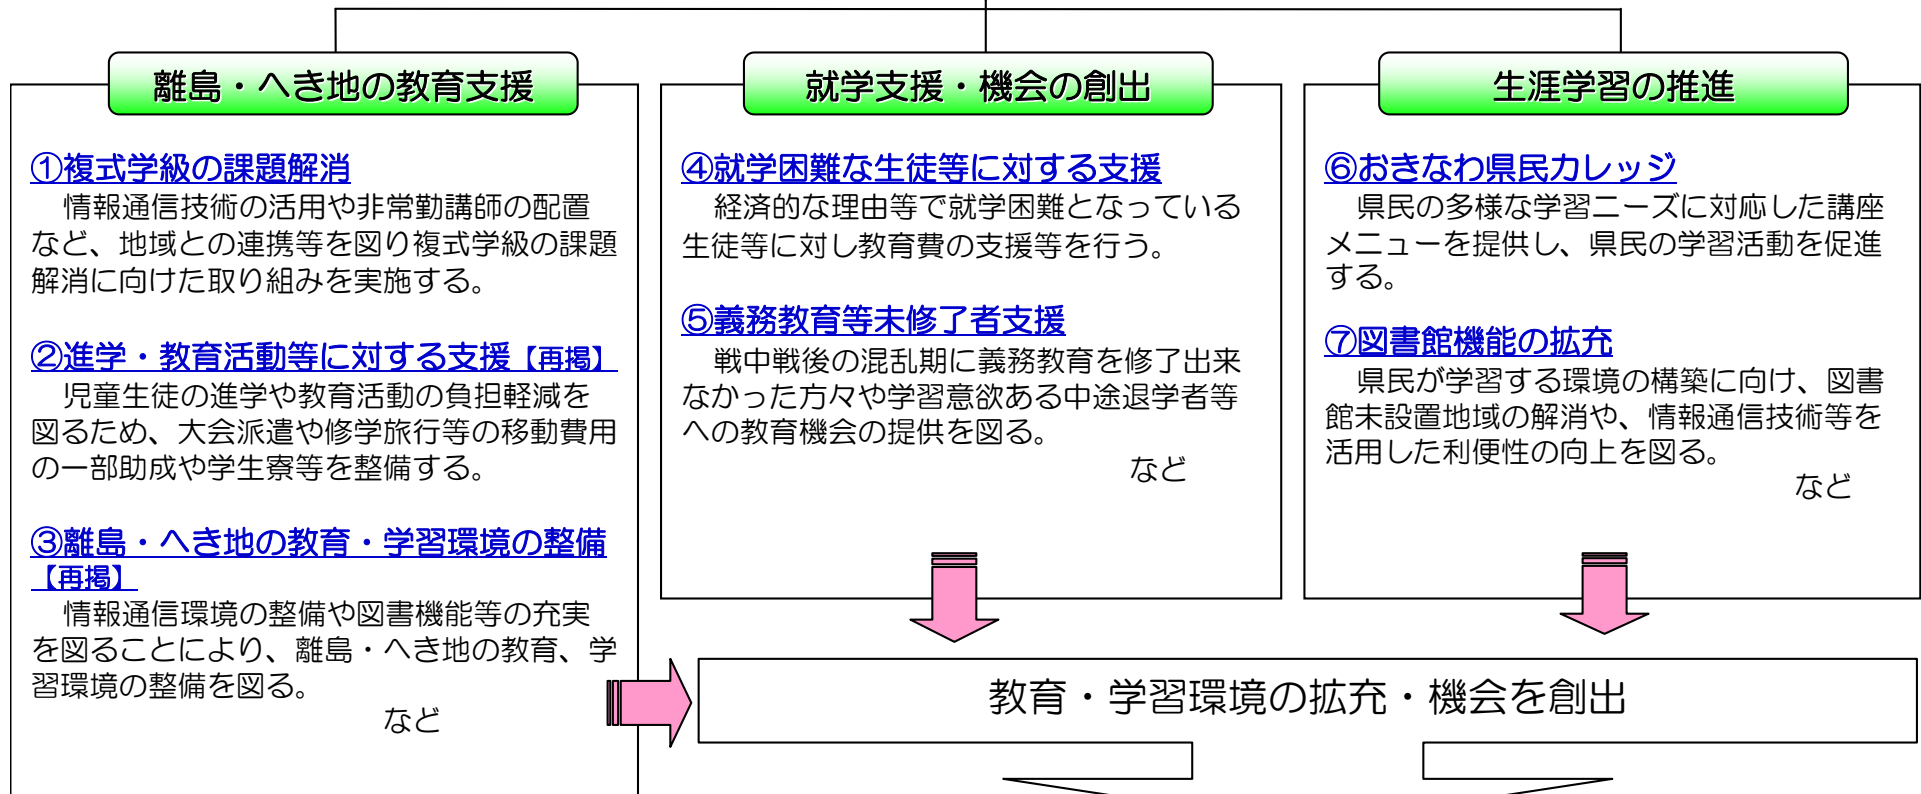 離島・へき地の教育支援
①複式学級の課題解消
情報通信技術の活用や非常勤講師の配置
など、地域との連携等を図り複式学級の課題
解消に向けた取り組みを実施する。
②進学・教育活動等に対する支援【再掲】
児童生徒の進学や教育活動の負担軽減を
図るため、大会派遣や修学旅行等の移動費用
の一部助成や学生寮等を整備する。
③離島・へき地の教育・学習環境の整備
【再掲】
情報通信環境の整備や図書機能等の充実
を図ることにより、離島・へき地の教育、学
習環境の整備を図る。
など
就学支援・機会の創出
④就学困難な生徒等に対する支援
経済的な理由等で就学困難となっている
生徒等に対し教育費の支援等を行う。
⑤義務教育等未修了者支援
戦中戦後の混乱期に義務教育を修了出来
なかった方々や学習意欲ある中途退学者等
への教育機会の提供を図る。
など
生涯学習の推進
⑥おきなわ県民カレッジ
県民の多様な学習ニーズに対応した講座
メニューを提供し、県民の学習活動を促進
する。
⑦図書館機能の拡充
県民が学習する環境の構築に向け、図書
館未設置地域の解消や、情報通信技術等を
活用した利便性の向上を図る。
など
教育・学習環境の拡充・機会を創出